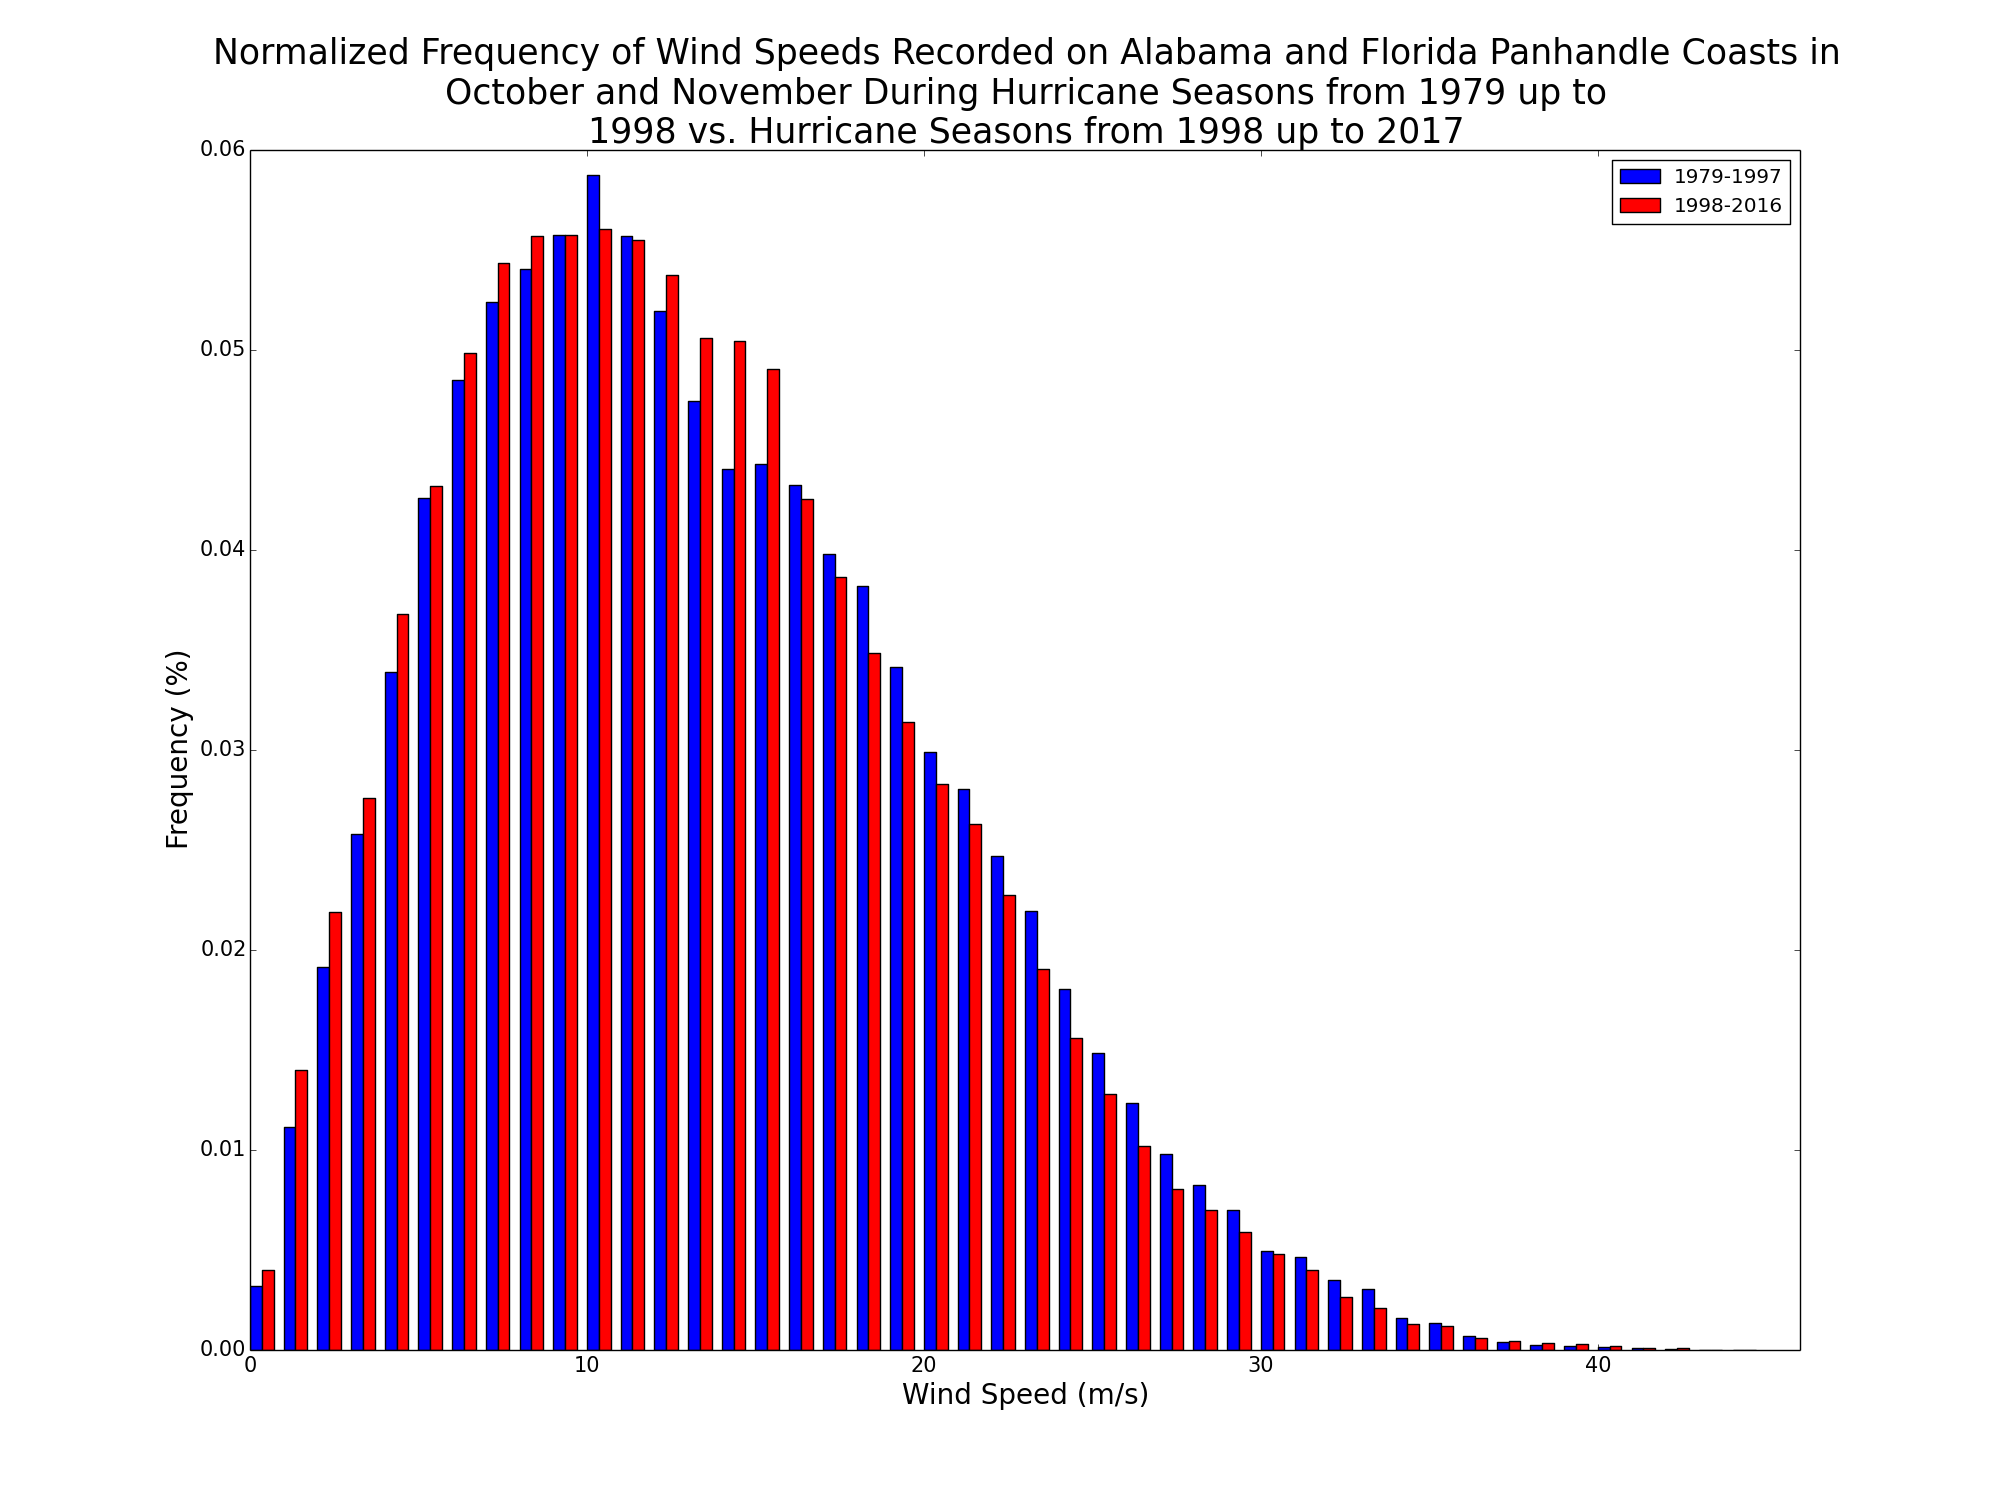 Normalized Frequency of Wind Speeds Recorded on Alabama and Florida Panhandle Coasts in
October and November During Hurricane Seasons from 1979 up to
1998 vs. Hurricane Seasons from 1998 up to 2017
0.06
1979-1997
1998-2016
0.05
0.04
0.03
0.02
0.01
0.00
Frequency (%)
0 10 20 30 40
Wind Speed (m/s)